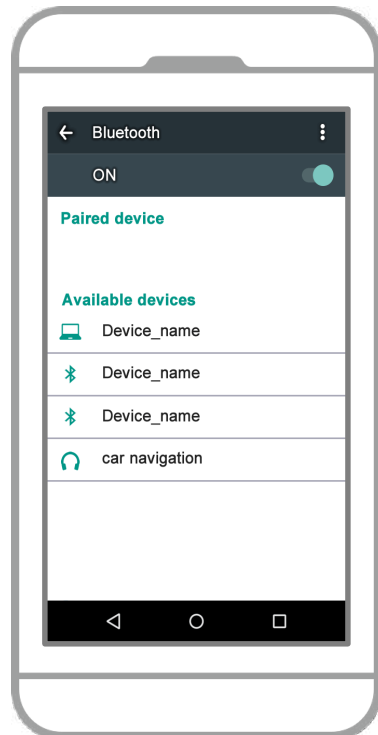 Bluetooth
ON
Paired device
Available devices
Device_name
Device_name
Device_name
car navigation